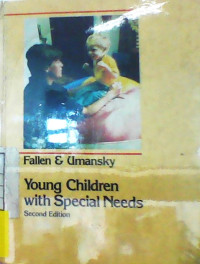 Fallen & Umansky
Young Children
with Special Needs
Second Edition